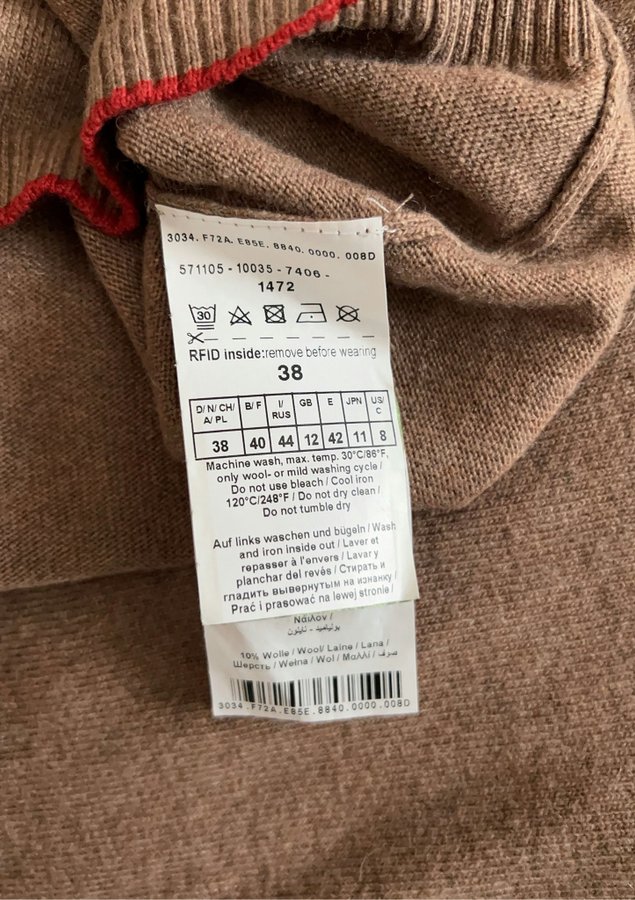 3034. F72A. E85E. 8840. 0000. 008D
571105 - 10035 - 7406 -
1472
30
RFID inside:remove before wearing
38
D/ N/ CH/ A/ PL B/ F I/ RUS GB E JPN US/ C
38 40 44 12 42 11 8
Machine wash, max. temp. 30°C/86°F,
only wool- or mild washing cycle /
Do not use bleach / Cool iron
120°C/248°F / Do not dry clean /
Do not tumble dry
Auf links waschen und bügeln / Wash
and iron inside out / Laver et
repasser à l'envers / Lavar y
planchar del revés / Стирать и
гладить вывернутым на изнанку /
Prać i prasować na lewej stronie /
Ναϊλον /
بولياميد - نايلون
10% Wolle / Wool/ Laine / Lana /
Шерсть / Wełna / Wol / Μαλλί / صوف
3034.F72A.E85E.8840.0000.008D